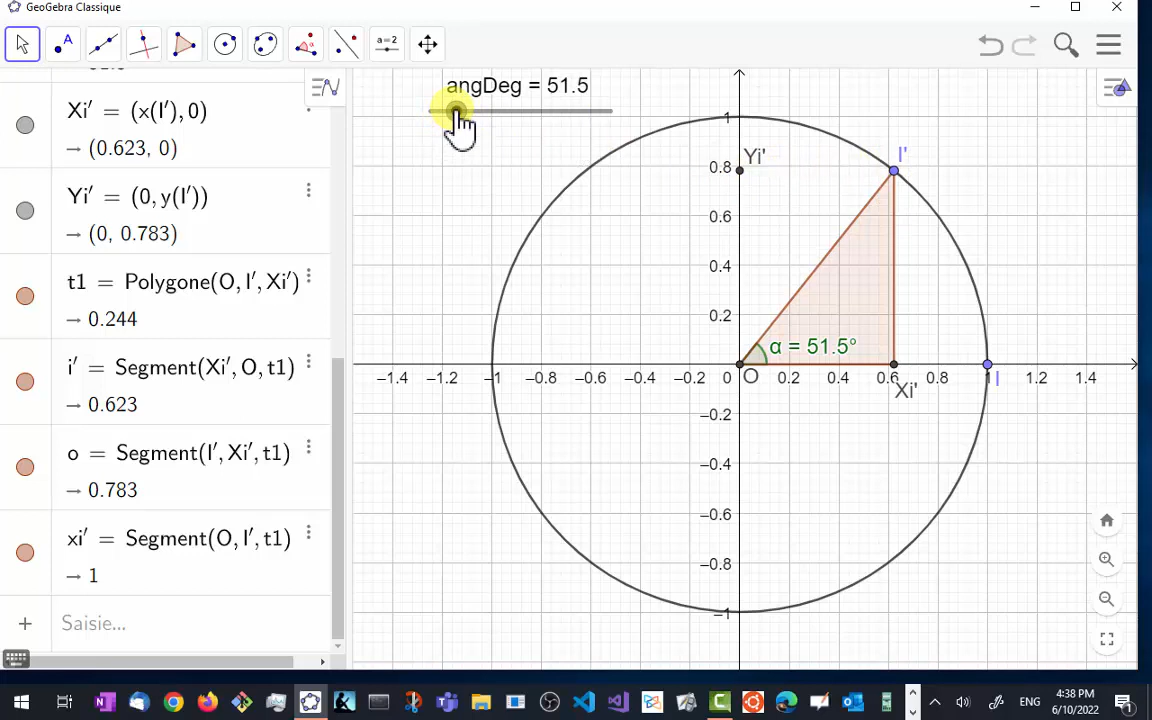 GeoGebra Classique
A
a=2
angDeg = 51.5
Xi′ = (x(I′), 0)
→ (0.623, 0)
Yi′ = (0, y(I′))
→ (0, 0.783)
t1 = Polygone(O, I′, Xi′)
→ 0.244
i′ = Segment(Xi′, O, t1)
→ 0.623
o = Segment(I′, Xi′, t1)
→ 0.783
xi′ = Segment(O, I′, t1)
→ 1
Saisie...
1
Yi'
I'
0.8
0.6
0.4
0.2
α = 51.5°
−1.4 −1.2 −1 −0.8 −0.6 −0.4 −0.2 0 O 0.2 0.4 0.6 0.8 1 I 1.2 1.4
Xi'
−0.2
−0.4
−0.6
−0.8
−1
ENG
4:38 PM
6/10/2022
1